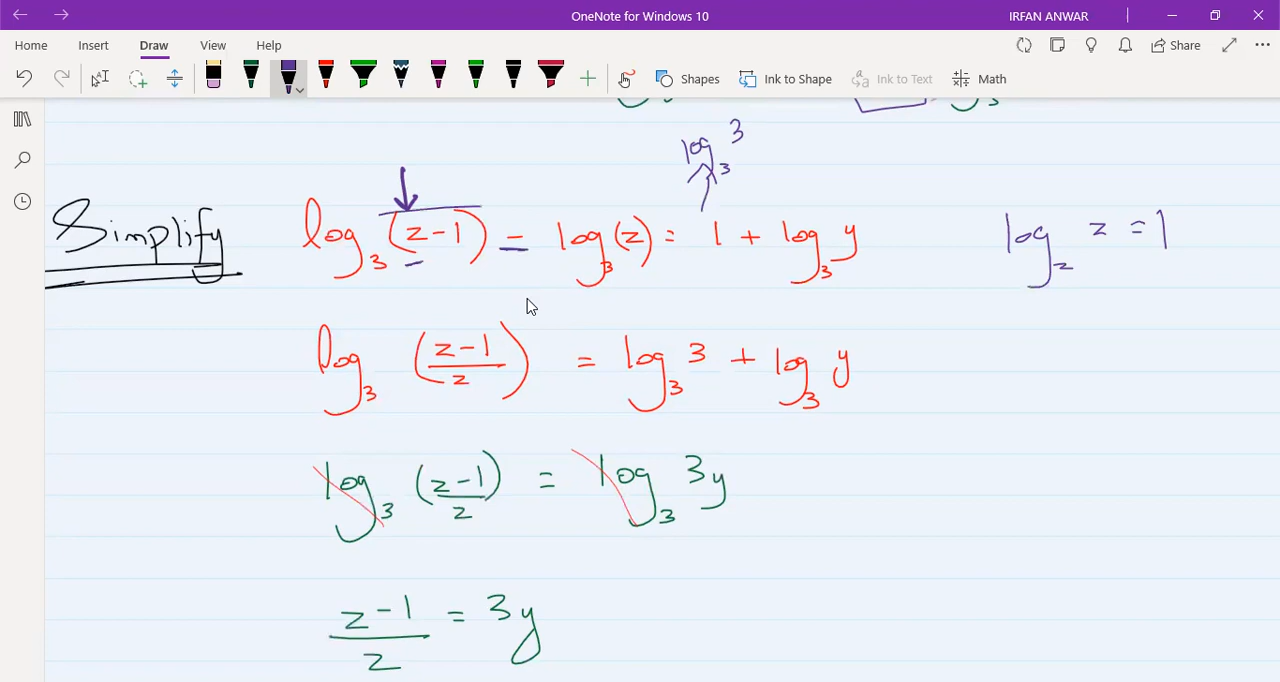 OneNote for Windows 10
IRFAN ANWAR
Home Insert Draw View Help
Share
Shapes Ink to Shape Ink to Text Math
log₃ 3
Simplify log₃ (z-1) - log₃(z) = 1 + log₃ y
log_z z = 1
log₃ (z-1/z) = log₃ 3 + log₃ y
log₃ (z-1/z) = log₃ 3y
z-1/z = 3y